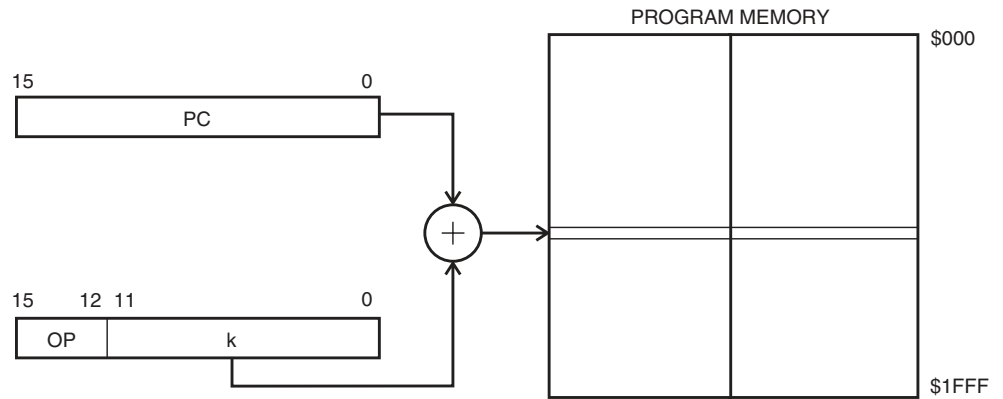 PROGRAM MEMORY
$000
15 0
PC
+
15 12 11 0
OP k
$1FFF